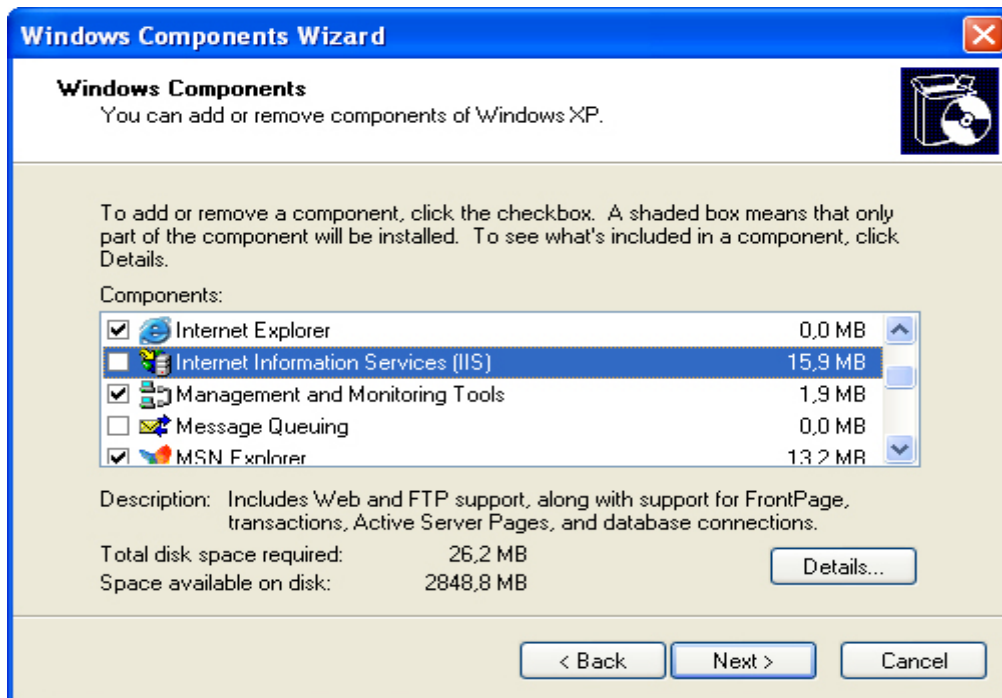 Windows Components Wizard
Windows Components
You can add or remove components of Windows XP.
To add or remove a component, click the checkbox. A shaded box means that only
part of the component will be installed. To see what's included in a component, click
Details.
Components:
Internet Explorer 0,0 MB
Internet Information Services (IIS) 15,9 MB
Management and Monitoring Tools 1,9 MB
Message Queuing 0,0 MB
MSN Explorer 13,2 MB
Description: Includes Web and FTP support, along with support for FrontPage,
transactions, Active Server Pages, and database connections.
Total disk space required: 26,2 MB
Space available on disk: 2848,8 MB
Details...
< Back Next > Cancel